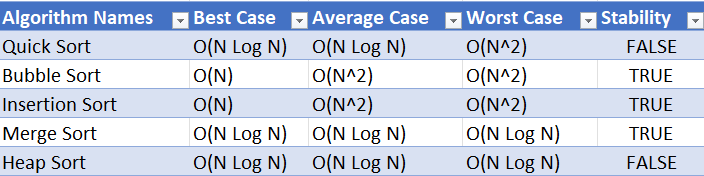 Algorithm Names Best Case Average Case Worst Case Stability
Quick Sort O(N Log N) O(N Log N) O(N^2) FALSE
Bubble Sort O(N) O(N^2) O(N^2) TRUE
Insertion Sort O(N) O(N^2) O(N^2) TRUE
Merge Sort O(N Log N) O(N Log N) O(N Log N) TRUE
Heap Sort O(N Log N) O(N Log N) O(N Log N) FALSE